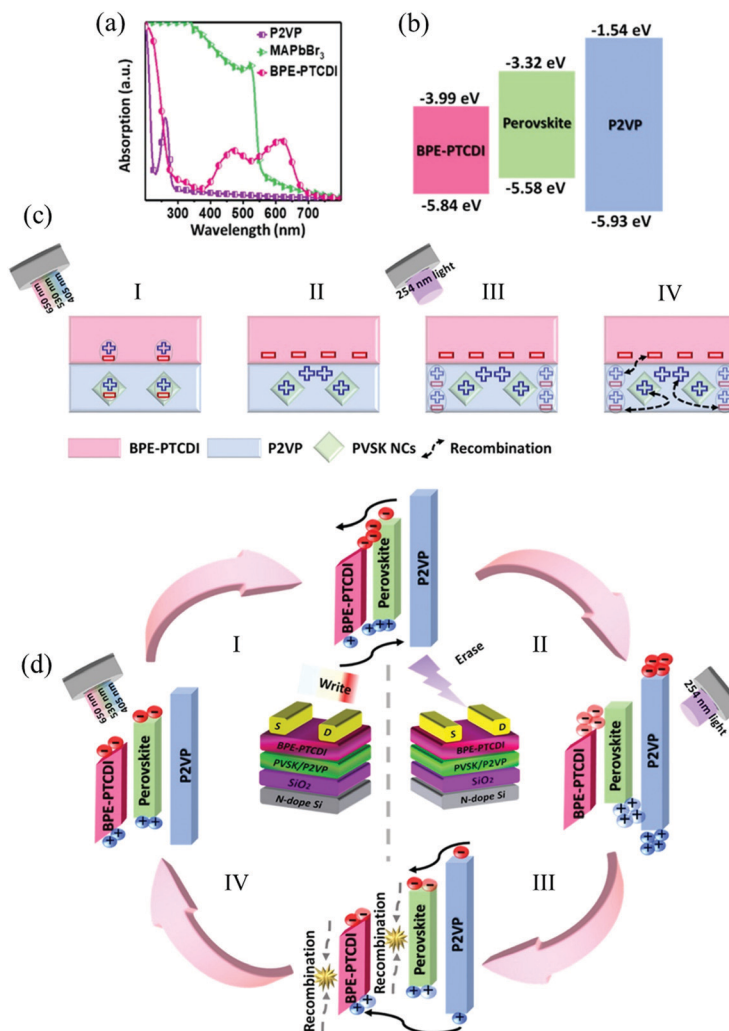 (a)
P2VP
MAPbBr₃
BPE-PTCDI
Absorption (a.u.)
300 400 500 600 700
Wavelength (nm)
(b)
-3.99 eV
BPE-PTCDI
-5.84 eV
-3.32 eV
Perovskite
-5.58 eV
-1.54 eV
P2VP
-5.93 eV
(c)
650 nm
530 nm
405 nm
254 nm light
I
II
III
IV
BPE-PTCDI
P2VP
PVSK NCs
Recombination
(d)
BPE-PTCDI
Perovskite
P2VP
I
II
Write
Erase
650 nm
530 nm
405 nm
BPE-PTCDI
Perovskite
P2VP
S
D
BPE-PTCDI
PVSK/P2VP
SiO₂
N-dope Si
S
D
BPE-PTCDI
PVSK/P2VP
SiO₂
N-dope Si
BPE-PTCDI
Perovskite
P2VP
254 nm light
IV
III
Recombination
BPE-PTCDI
Recombination
Perovskite
P2VP